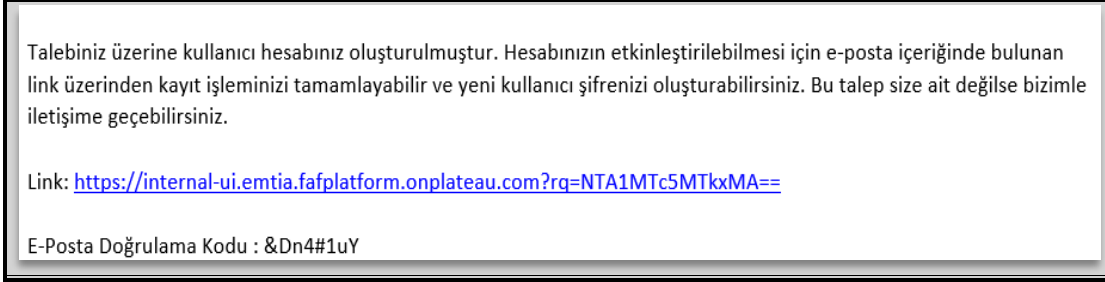 Talebiniz üzerine kullanıcı hesabınız oluşturulmuştur. Hesabınızın etkinleştirilebilmesi için e-posta içeriğinde bulunan
link üzerinden kayıt işleminizi tamamlayabilir ve yeni kullanıcı şifrenizi oluşturabilirsiniz. Bu talep size ait değilse bizimle
iletişime geçebilirsiniz.
Link: https://internal-ui.emtia.fafplatform.onplateau.com?rq=NTA1MTc5MTkxMA==
E-Posta Doğrulama Kodu : &Dn4#1uY